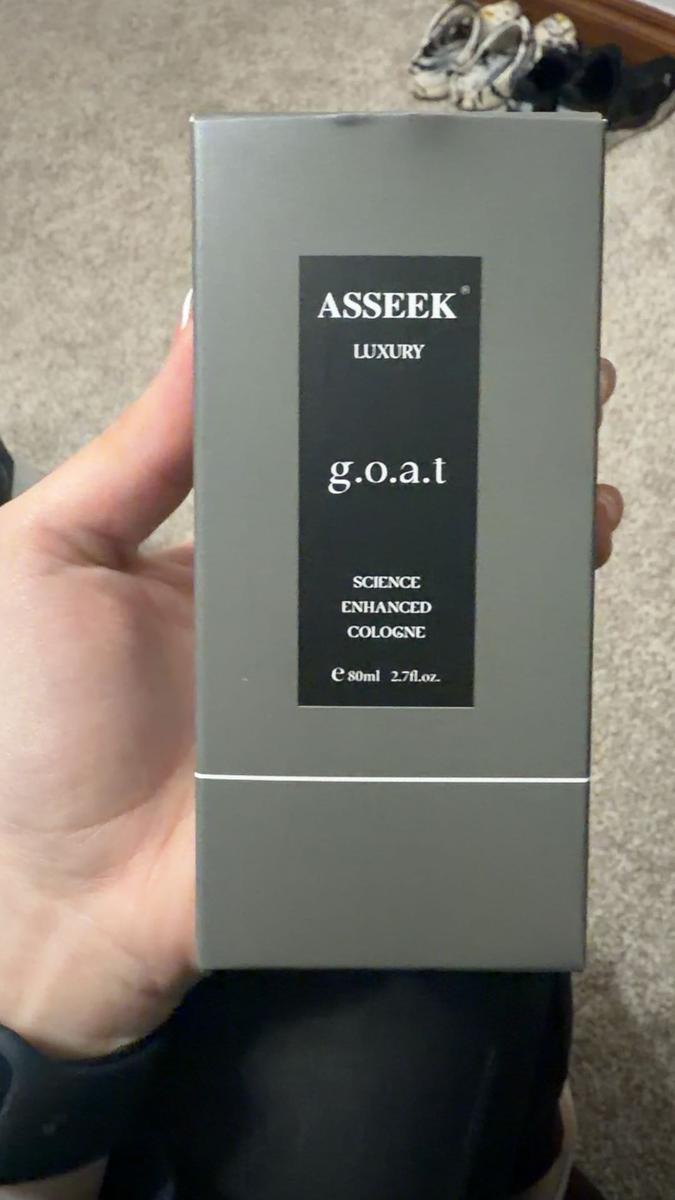 ASSEEK®
LUXURY
g.o.a.t
SCIENCE
ENHANCED
COLOGNE
e 80ml 2.7fl.oz.